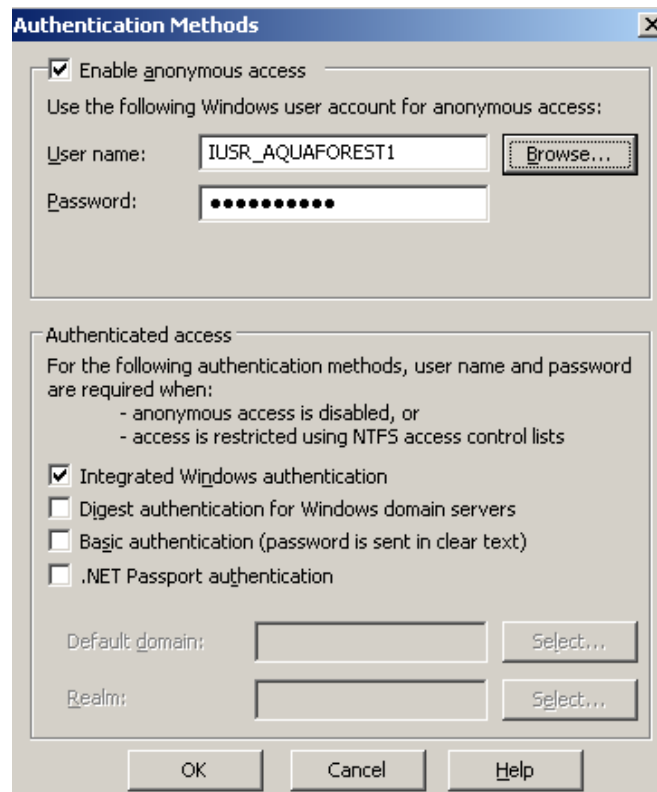 Authentication Methods
Enable anonymous access
Use the following Windows user account for anonymous access:
User name: IUSR_AQUAFOREST1 Browse...
Password: ●●●●●●●●●●
Authenticated access
For the following authentication methods, user name and password
are required when:
- anonymous access is disabled, or
- access is restricted using NTFS access control lists
Integrated Windows authentication
Digest authentication for Windows domain servers
Basic authentication (password is sent in clear text)
.NET Passport authentication
Default domain: Select...
Realm: Select...
OK Cancel Help